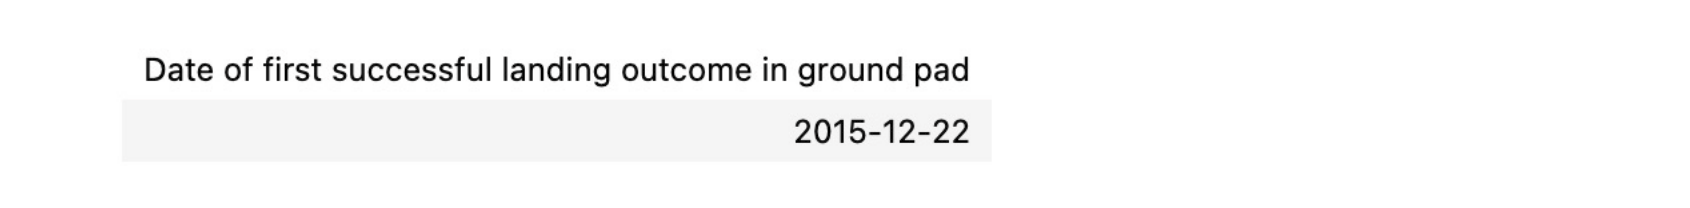 Date of first successful landing outcome in ground pad
2015-12-22